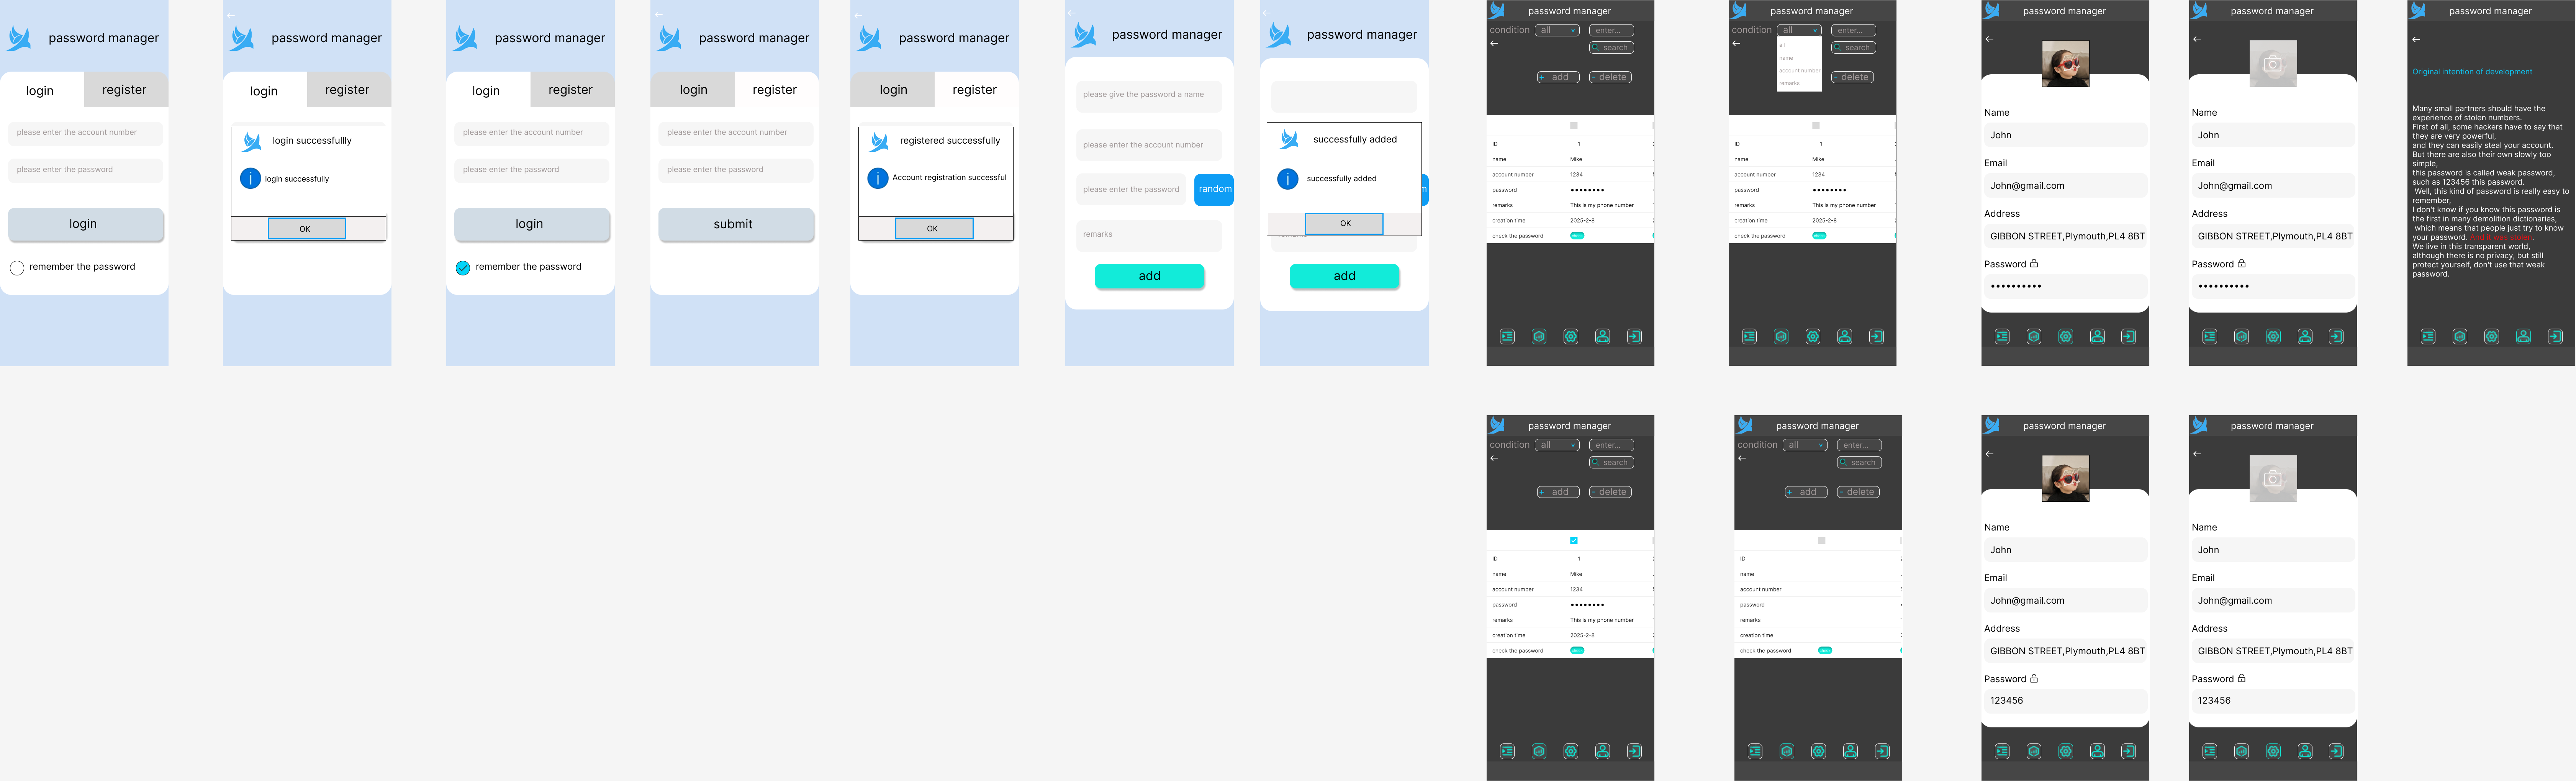 password manager
login
register
please enter the account number
please enter the password
login
remember the password
password manager
login
register
login successfullly
login successfully
OK
password manager
login
register
please enter the account number
please enter the password
login
remember the password
password manager
login
register
please enter the account number
please enter the password
submit
password manager
login
register
registered successfully
Account registration successful
OK
password manager
please give the password a name
please enter the account number
please enter the password
random
remarks
add
password manager
successfully added
successfully added
OK
add
password manager
condition
all
enter...
search
+ add
- delete
ID 1
name Mike
account number 1234
password ••••••••
remarks This is my phone number
creation time 2025-2-8
check the password
password manager
condition
all
enter...
all
name
account number
remarks
search
- delete
ID 1
name Mike
account number 1234
password ••••••••
remarks This is my phone number
creation time 2025-2-8
check the password
password manager
Name
John
Email
John@gmail.com
Address
GIBBON STREET,Plymouth,PL4 8BT
Password
••••••••••
password manager
Name
John
Email
John@gmail.com
Address
GIBBON STREET,Plymouth,PL4 8BT
Password
••••••••••
password manager
Original intention of development
Many small partners should have the
experience of stolen numbers.
First of all, some hackers have to say that
they are very powerful,
and they can easily steal your account.
But there are also their own slowly too
simple,
this password is called weak password,
such as 123456 this password.
Well, this kind of password is really easy to
remember,
I don't know if you know this password is
the first in many demolition dictionaries,
which means that people just try to know
your password.
We live in this transparent world,
although there is no privacy, but still
protect yourself, don't use that weak
password.
password manager
condition
all
enter...
search
+ add
- delete
ID 1
name Mike
account number 1234
password ••••••••
remarks This is my phone number
creation time 2025-2-8
check the password
password manager
condition
all
enter...
search
+ add
- delete
ID
name
account number
password
remarks
creation time
check the password
password manager
Name
John
Email
John@gmail.com
Address
GIBBON STREET,Plymouth,PL4 8BT
Password
123456
password manager
Name
John
Email
John@gmail.com
Address
GIBBON STREET,Plymouth,PL4 8BT
Password
123456